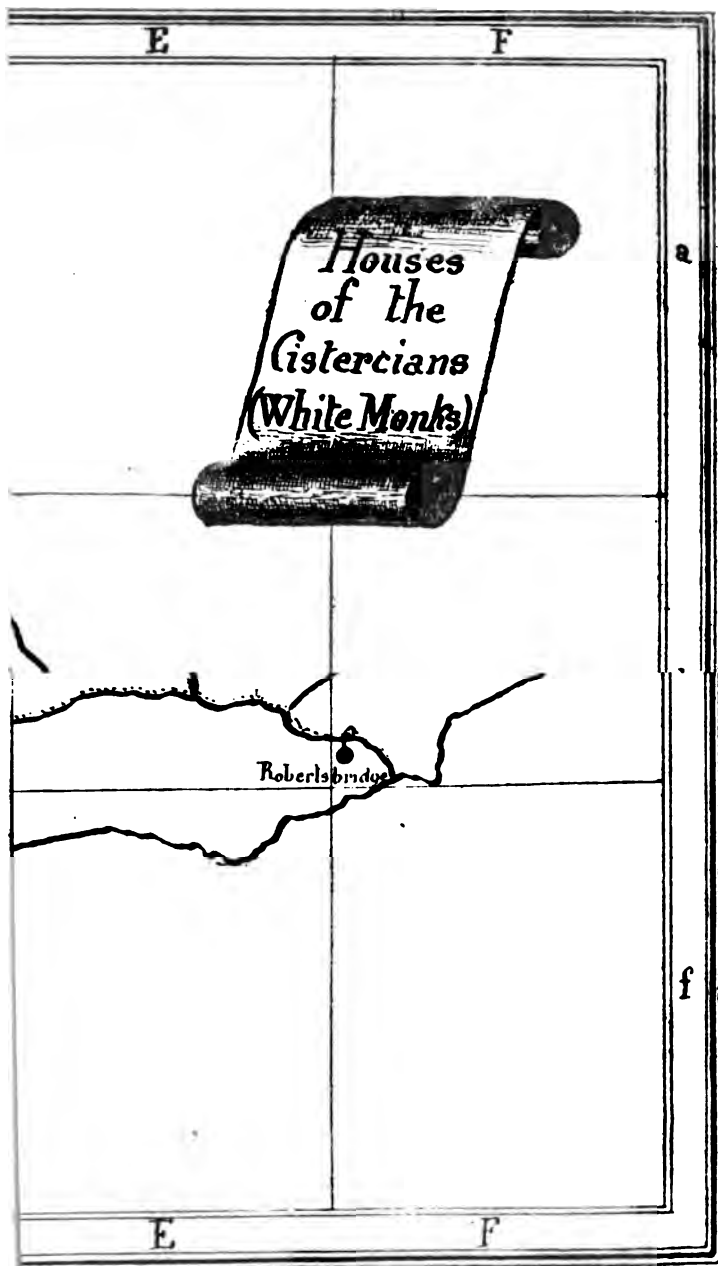 E F
a
Houses
of the
Cistercians
(White Monks)
Robertsbridge
f
E F